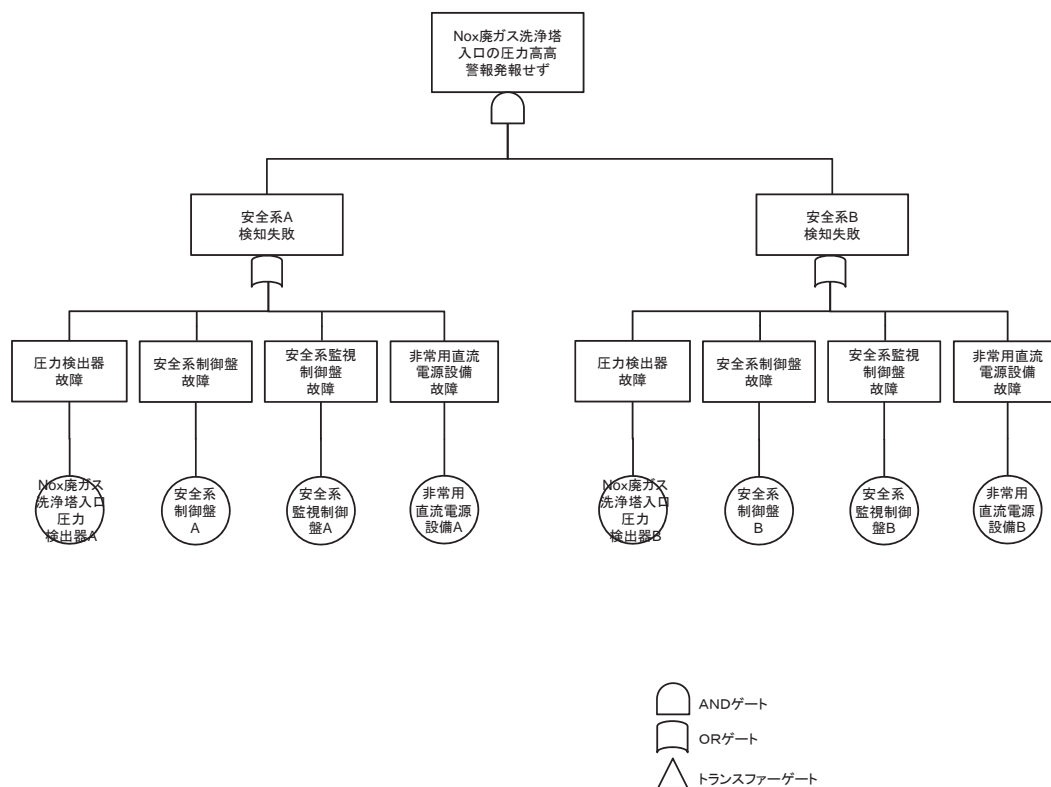 Nox廃ガス洗浄塔
入口の圧力高高
警報発報せず
安全系A
検知失敗
安全系B
検知失敗
圧力検出器
故障
安全系制御盤
故障
安全系監視
制御盤
故障
非常用直流
電源設備
故障
圧力検出器
故障
安全系制御盤
故障
安全系監視
制御盤
故障
非常用直流
電源設備
故障
Nox廃ガス
洗浄塔入口
圧力
検出器A
安全系
制御盤
A
安全系
監視制御
盤A
非常用
直流電源
設備A
Nox廃ガス
洗浄塔入口
圧力
検出器B
安全系
制御盤
B
安全系
監視制御
盤B
非常用
直流電源
設備B
ANDゲート
ORゲート
トランスファーゲート